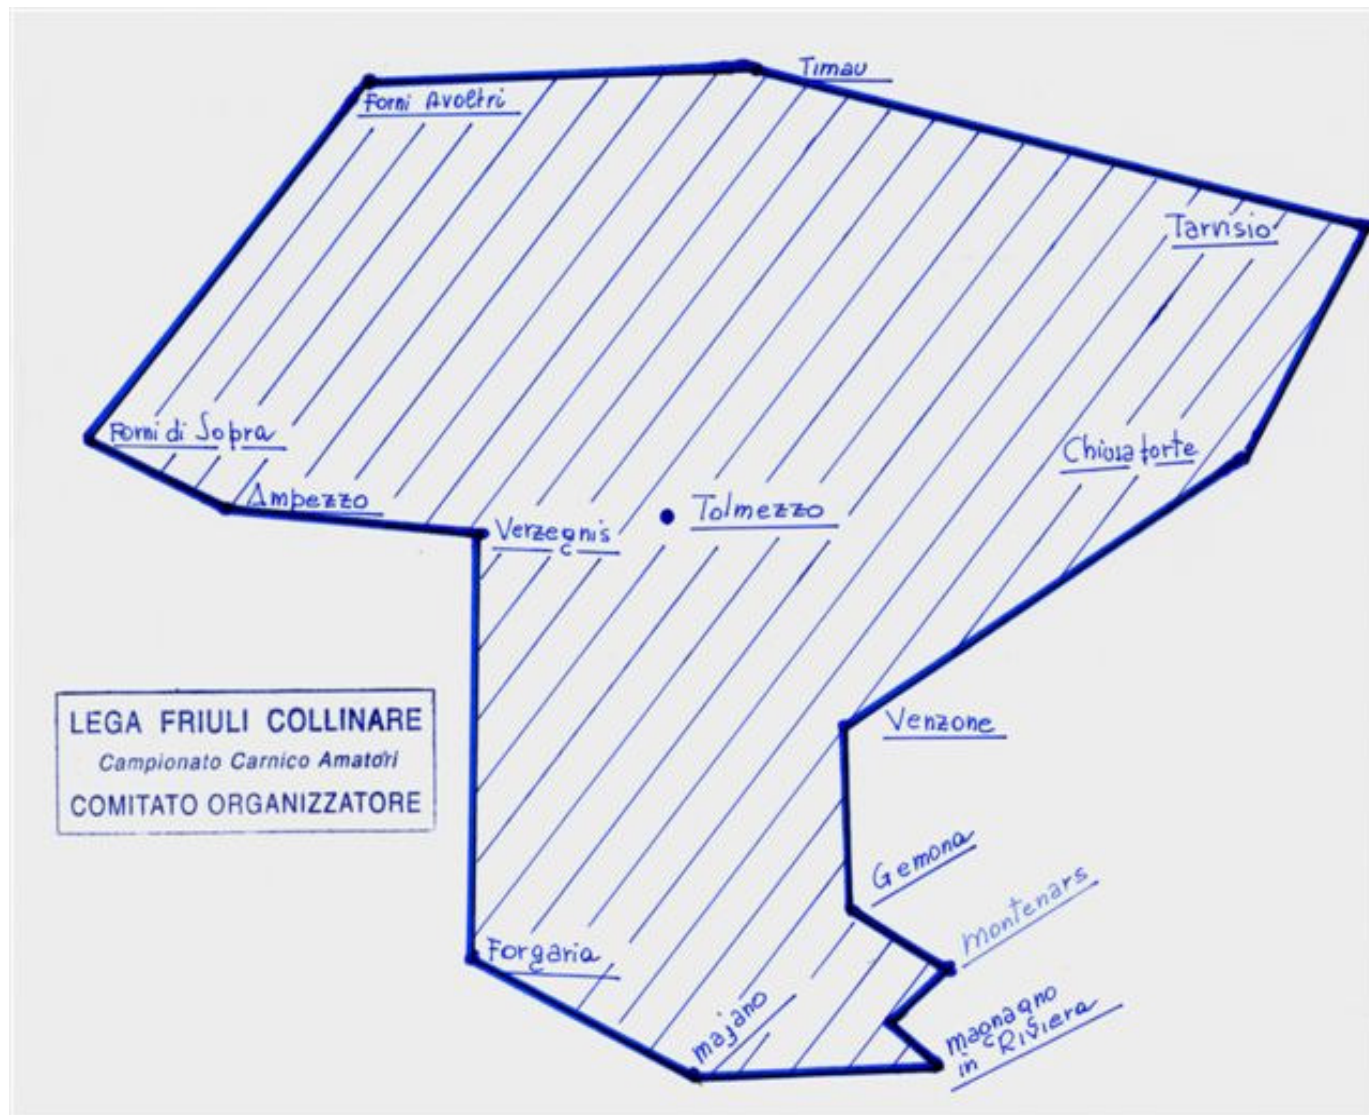 Timau
Forni Avoltri
Tarvisio
Forni di Sopra
Chiusaforte
Ampezzo
Tolmezzo
Verzegnis
LEGA FRIULI COLLINARE
Campionato Carnico Amatori
COMITATO ORGANIZZATORE
Venzone
Gemona
Montenars
Forgaria
majano
magnagno
in Riviera